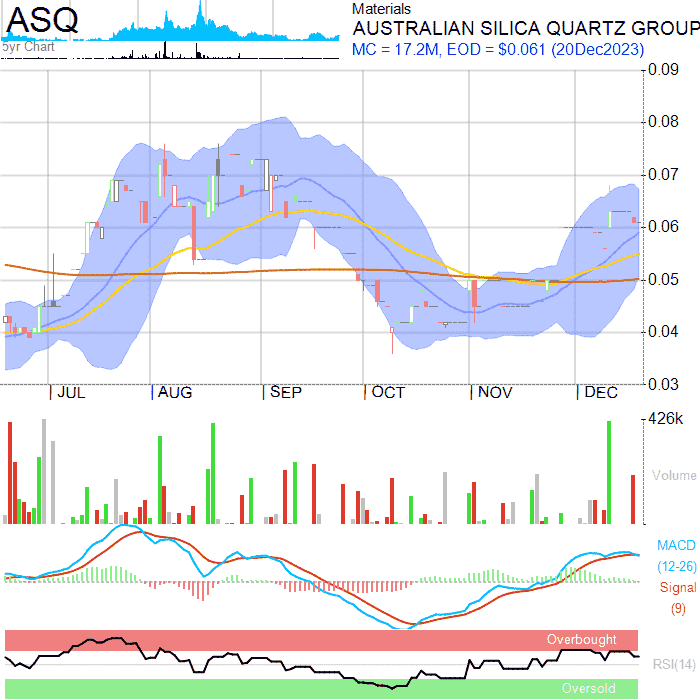 ASQ
5yr Chart
Materials
AUSTRALIAN SILICA QUARTZ GROUP
MC = 17.2M, EOD = $0.061 (20Dec2023)
0.09
0.08
0.07
0.06
0.05
0.04
0.03
JUL AUG SEP OCT NOV DEC
426k
Volume
MACD
(12-26)
Signal
(9)
Overbought
RSI(14)
Oversold